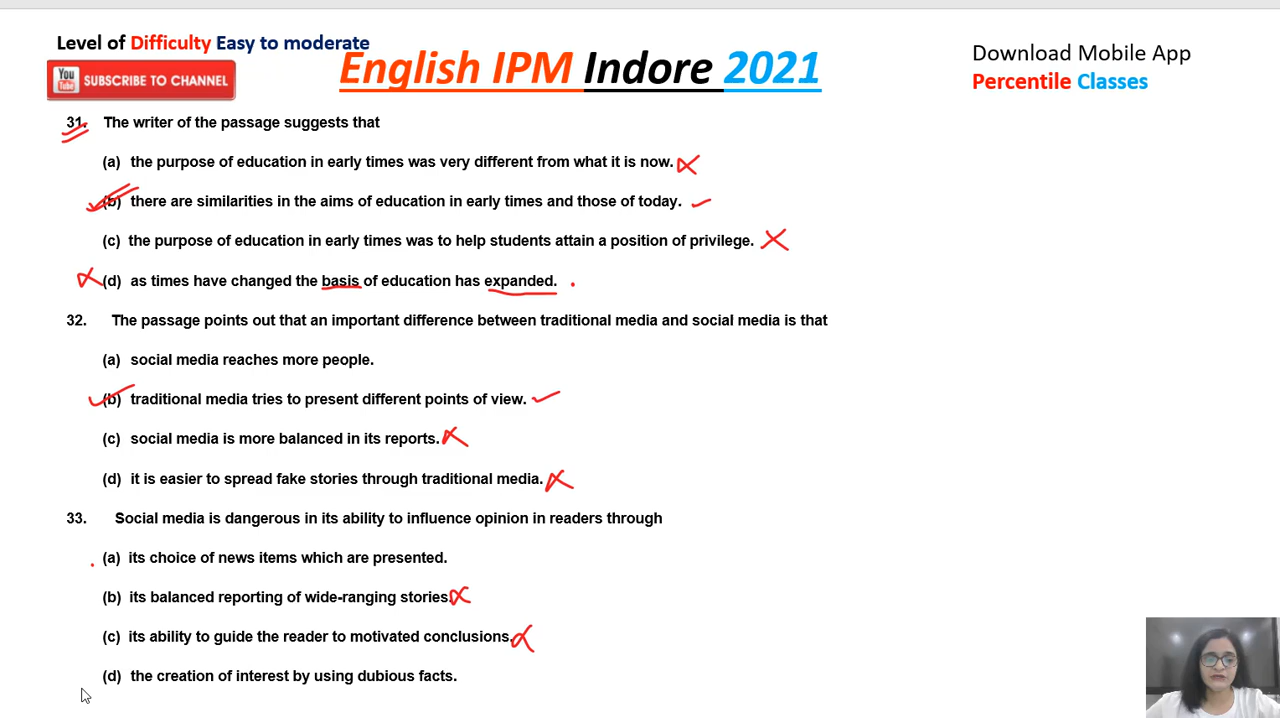 Level of Difficulty Easy to moderate
You
Tube SUBSCRIBE TO CHANNEL
English IPM Indore 2021
Download Mobile App
Percentile Classes
31. The writer of the passage suggests that
(a) the purpose of education in early times was very different from what it is now.
(b) there are similarities in the aims of education in early times and those of today.
(c) the purpose of education in early times was to help students attain a position of privilege.
(d) as times have changed the basis of education has expanded.
32. The passage points out that an important difference between traditional media and social media is that
(a) social media reaches more people.
(b) traditional media tries to present different points of view.
(c) social media is more balanced in its reports.
(d) it is easier to spread fake stories through traditional media.
33. Social media is dangerous in its ability to influence opinion in readers through
(a) its choice of news items which are presented.
(b) its balanced reporting of wide-ranging stories.
(c) its ability to guide the reader to motivated conclusions.
(d) the creation of interest by using dubious facts.